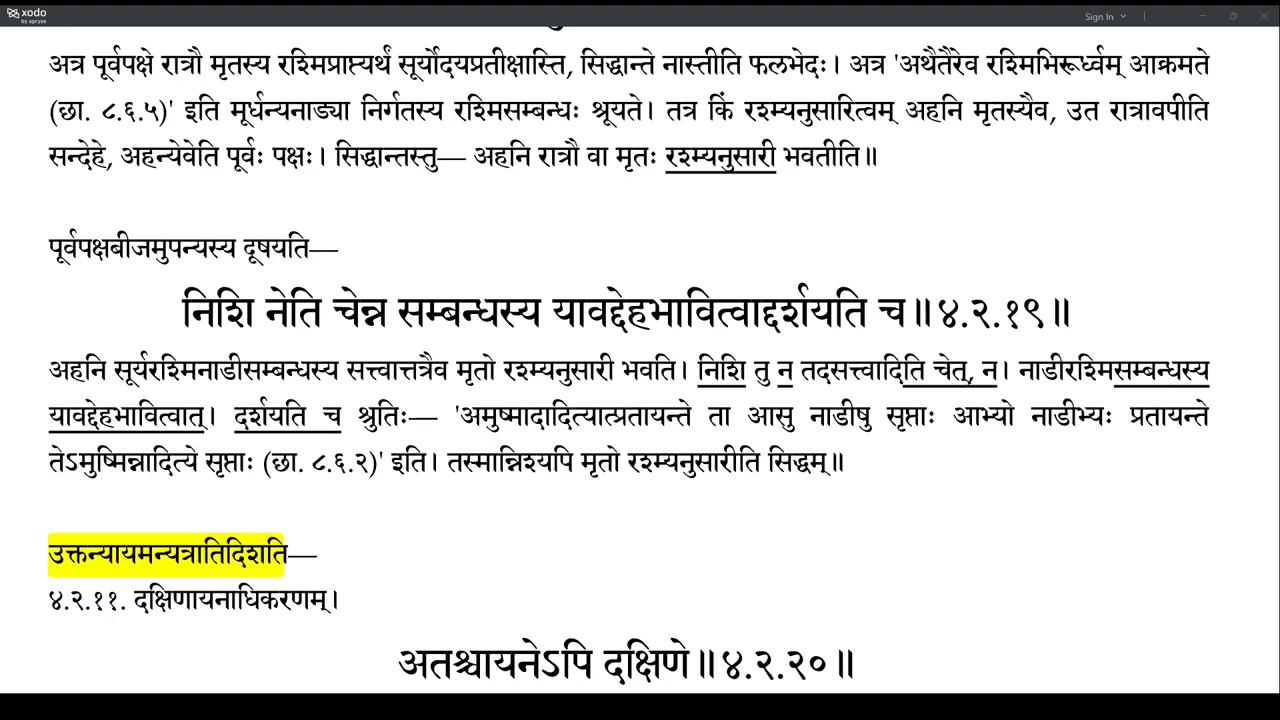 xodo
by apryse
Sign In
अत्र पूर्वपक्षे रात्रौ मृतस्य रश्मिप्राप्त्यर्थं सूर्योदयप्रतीक्षास्ति, सिद्धान्ते नास्तीति फलभेदः। अत्र 'अथैतैरेव रश्मिभिरूर्ध्वम् आक्रमते
(छा. ८.६.५)' इति मूर्धन्यनाड्या निर्गतस्य रश्मिसम्बन्धः श्रूयते। तत्र किं रश्म्यनुसारित्वम् अहनि मृतस्यैव, उत रात्रावपीति
सन्देहे, अहन्येवेति पूर्वः पक्षः। सिद्धान्तस्तु— अहनि रात्रौ वा मृतः रश्म्यनुसारी भवतीति॥
पूर्वपक्षबीजमुपन्यस्य दूषयति—
निशि नेति चेन्न सम्बन्धस्य यावद्देहभावित्वाद्दर्शयति च॥४.२.१९॥
अहनि सूर्यरश्मिनाडीसम्बन्धस्य सत्त्वात्तत्रैव मृतो रश्म्यनुसारी भवति। निशि तु न तदसत्त्वादिति चेत्, न। नाडीरश्मिसम्बन्धस्य
यावद्देहभावित्वात्। दर्शयति च श्रुतिः— 'अमुष्मादादित्यात्प्रतायन्ते ता आसु नाडीषु सृप्ताः आभ्यो नाडीभ्यः प्रतायन्ते
तेऽमुष्मिन्नादित्ये सृप्ताः (छा. ८.६.२)' इति। तस्मान्निश्यपि मृतो रश्म्यनुसारीति सिद्धम्॥
उक्तन्यायमन्यत्रातिदिशति—
४.२.११. दक्षिणायनाधिकरणम्।
अतश्चायनेऽपि दक्षिणे॥४.२.२०॥